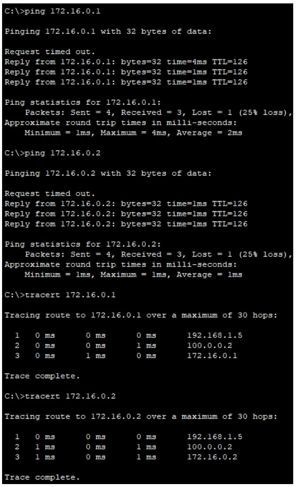 C:\>ping 172.16.0.1
Pinging 172.16.0.1 with 32 bytes of data:
Request timed out.
Reply from 172.16.0.1: bytes=32 time=4ms TTL=126
Reply from 172.16.0.1: bytes=32 time=1ms TTL=126
Reply from 172.16.0.1: bytes=32 time=1ms TTL=126
Ping statistics for 172.16.0.1:
Packets: Sent = 4, Received = 3, Lost = 1 (25% loss),
Approximate round trip times in milli-seconds:
Minimum = 1ms, Maximum = 4ms, Average = 2ms
C:\>ping 172.16.0.2
Pinging 172.16.0.2 with 32 bytes of data:
Request timed out.
Reply from 172.16.0.2: bytes=32 time=1ms TTL=126
Reply from 172.16.0.2: bytes=32 time=1ms TTL=126
Reply from 172.16.0.2: bytes=32 time=1ms TTL=126
Ping statistics for 172.16.0.2:
Packets: Sent = 4, Received = 3, Lost = 1 (25% loss),
Approximate round trip times in milli-seconds:
Minimum = 1ms, Maximum = 1ms, Average = 1ms
C:\>tracert 172.16.0.1
Tracing route to 172.16.0.1 over a maximum of 30 hops:
1 0 ms 0 ms 0 ms 192.168.1.5
2 0 ms 0 ms 1 ms 100.0.0.2
3 0 ms 1 ms 0 ms 172.16.0.1
Trace complete.
C:\>tracert 172.16.0.2
Tracing route to 172.16.0.2 over a maximum of 30 hops:
1 0 ms 0 ms 0 ms 192.168.1.5
2 1 ms 0 ms 0 ms 100.0.0.2
3 1 ms 0 ms 1 ms 172.16.0.2
Trace complete.